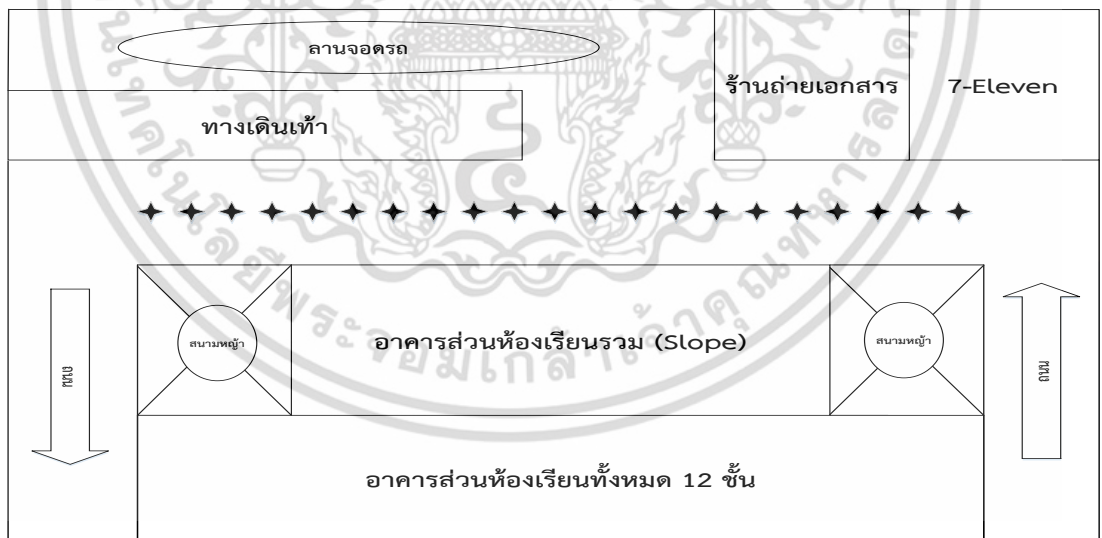 ลานจอดรถ
ร้านถ่ายเอกสาร
7-Eleven
ทางเดินเท้า
สนามหญ้า
อาคารส่วนห้องเรียนรวม (Slope)
สนามหญ้า
ถนน
ถนน
อาคารส่วนห้องเรียนทั้งหมด 12 ชั้น